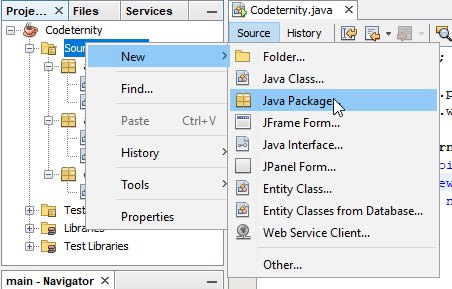 Proje... Files Services
Codeternity.java
Codeternity
Source History
Sour
New
Folder...
Java Class...
Find...
Java Package...
Paste Ctrl+V
JFrame Form...
History
Java Interface...
JPanel Form...
Tools
Entity Class...
Properties
Entity Classes from Database...
Test
Libraries
Web Service Client...
Test Libraries
Other...
main - Navigator